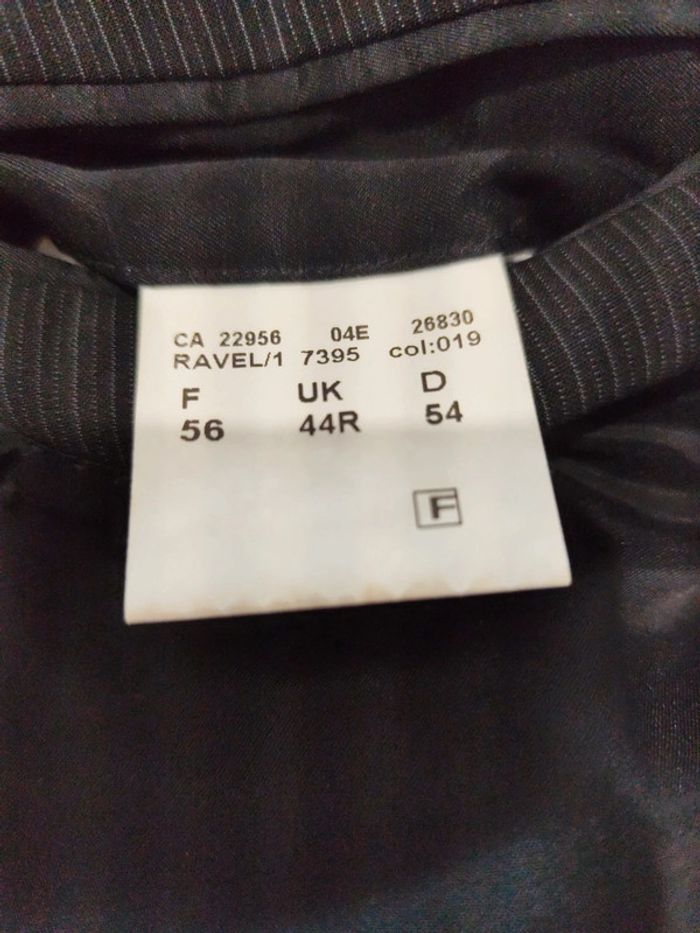 CA 22956 04E 26830
RAVEL/1 7395 col:019
F UK D
56 44R 54
F